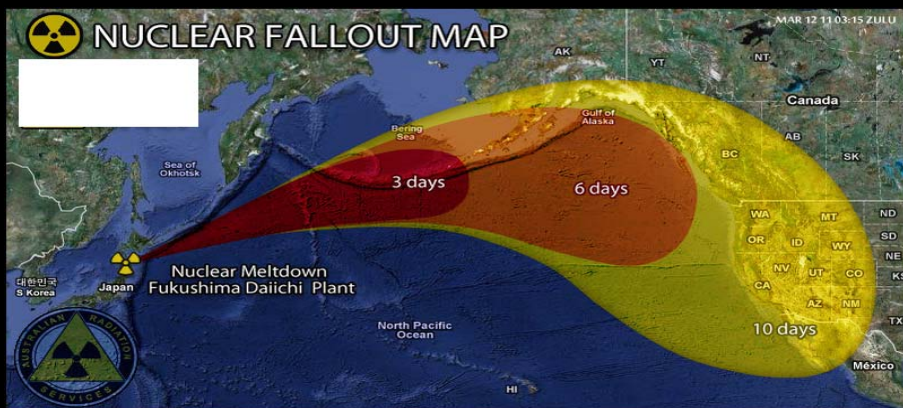 MAR 12 11 03:15 ZULU
NUCLEAR FALLOUT MAP
AK
YT
NT
Canada
Bering
Sea
Gulf of
Alaska
Sea of
Okhotsk
BC
AB
SK
3 days
6 days
WA
MT
ND
OR
ID
SD
WY
NE
Nuclear Meltdown
Fukushima Daiichi Plant
대한민국
S Korea
Japan
NV
UT
CO
KS
CA
AZ
NM
TX
North Pacific
Ocean
10 days
México
HI
AUSTRALIAN RADIATION
SERVICES